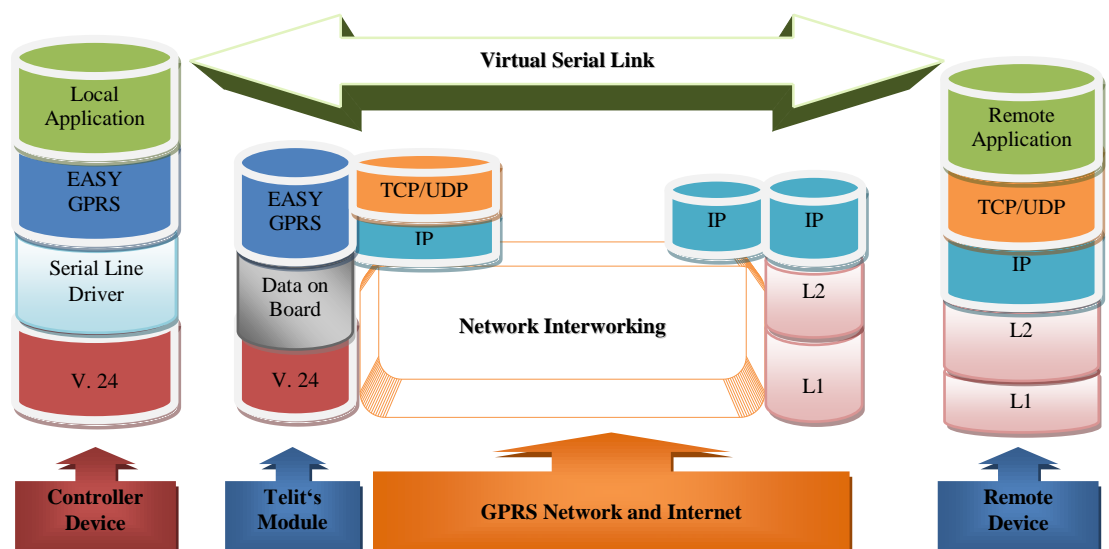 Virtual Serial Link
Local
Application
EASY
GPRS
Serial Line
Driver
V. 24
EASY
GPRS
Data on
Board
V. 24
TCP/UDP
IP
Network Interworking
IP
IP
L2
L1
Remote
Application
TCP/UDP
IP
L2
L1
Controller
Device
Telit‘s
Module
GPRS Network and Internet
Remote
Device